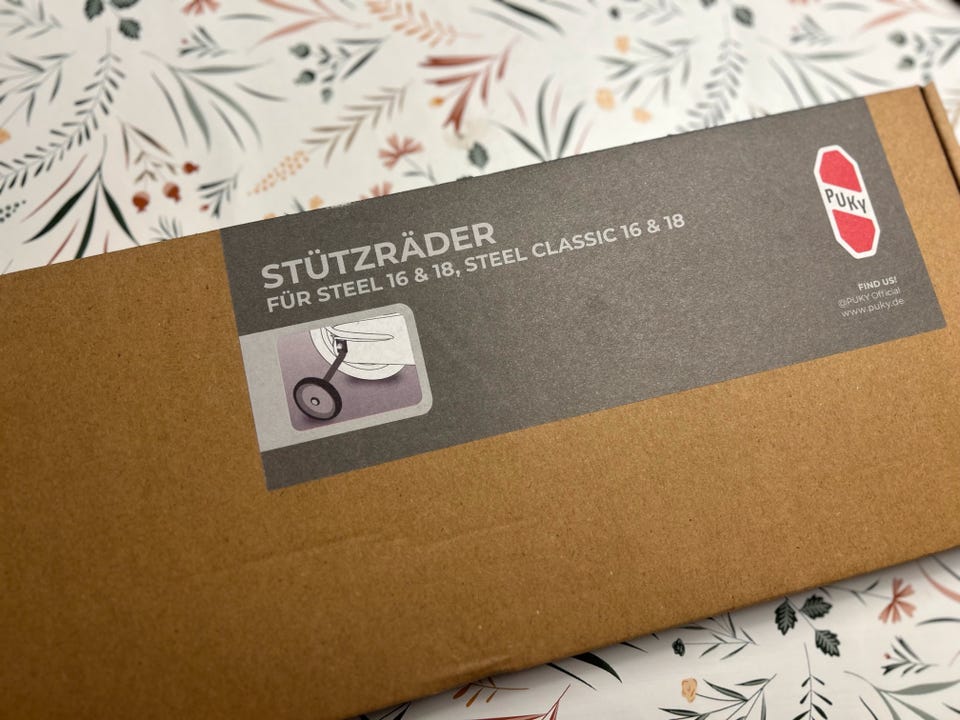 STÜTZRÄDER
FÜR STEEL 16 & 18, STEEL CLASSIC 16 & 18
PUKY
FIND US!
@PUKY Official
www.puky.de